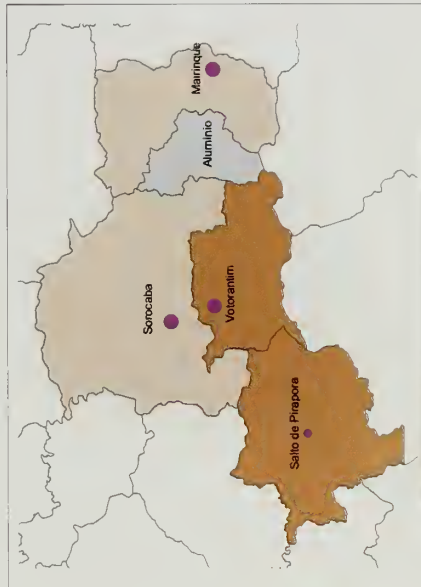 Mairinque
Alumínio
Sorocaba
Votorantim
Salto de Pirapora